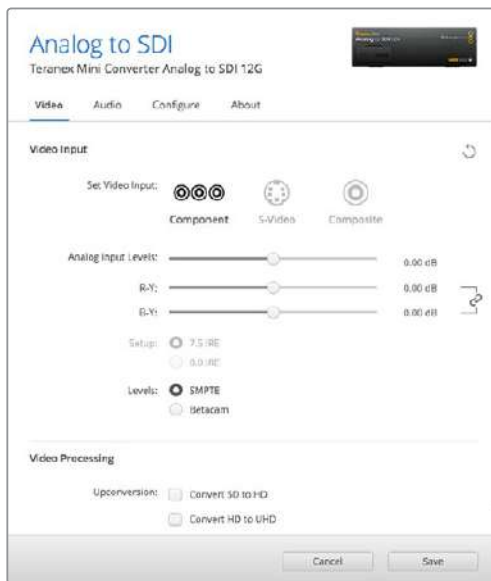 Analog to SDI
Teranex Mini Converter Analog to SDI 12G
Video Audio Configure About
Video Input
Set Video Input:
Component S-Video Composite
Analog Input Levels: 0.00 dB
R-Y: 0.00 dB
B-Y: 0.00 dB
Setup: 7.5 IRE
0.0 IRE
Levels: SMPTE
Betacam
Video Processing
Upconversion: Convert SD to HD
Convert HD to UHD
Cancel Save